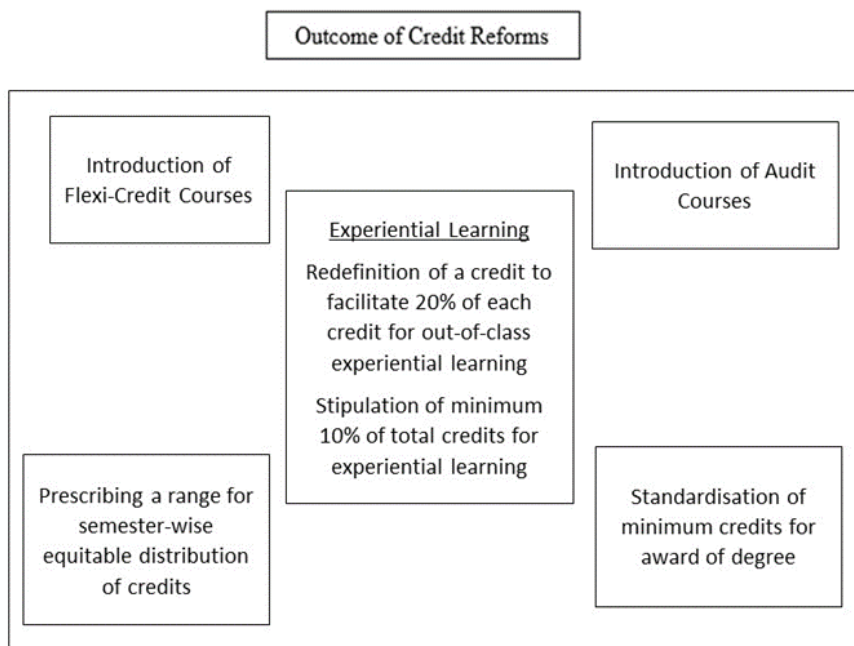 Outcome of Credit Reforms
Introduction of
Flexi-Credit Courses
Introduction of Audit
Courses
Experiential Learning
Redefinition of a credit to
facilitate 20% of each
credit for out-of-class
experiential learning
Stipulation of minimum
10% of total credits for
experiential learning
Prescribing a range for
semester-wise
equitable distribution
of credits
Standardisation of
minimum credits for
award of degree